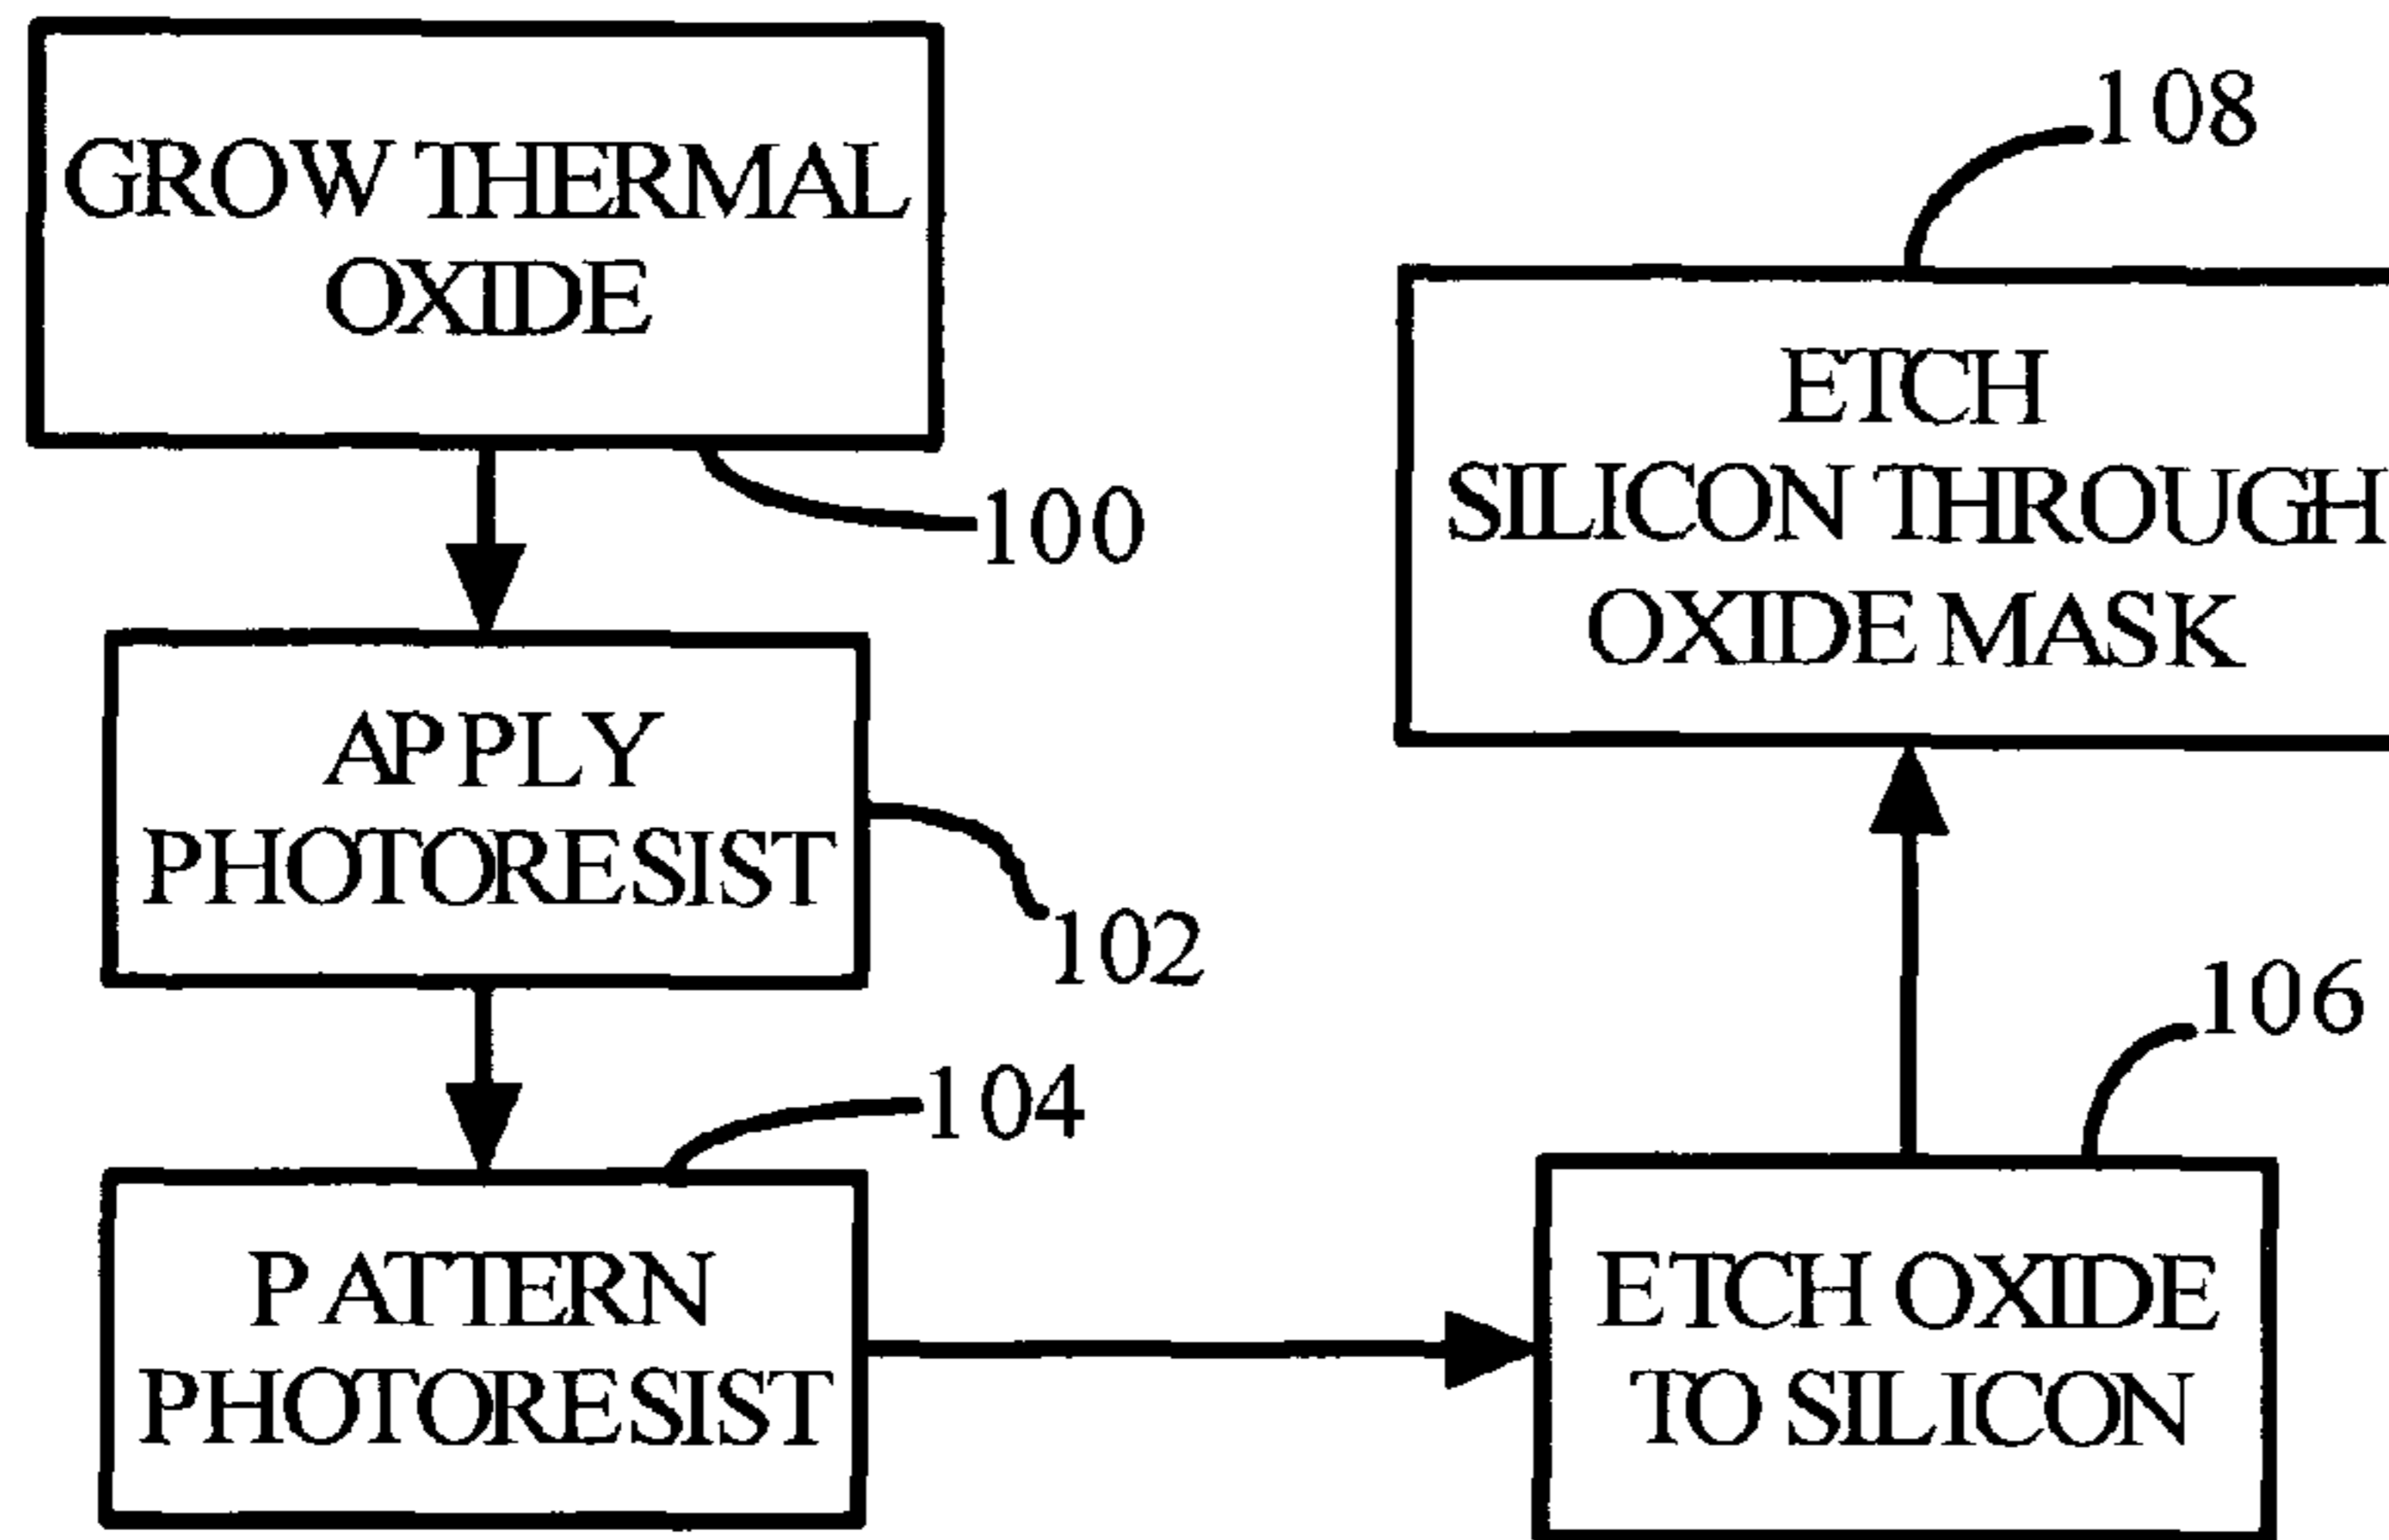 GROW THERMAL
OXIDE
100
APPLY
PHOTORESIST
102
104
PATTERN
PHOTORESIST
108
ETCH
SILICON THROUGH
OXIDE MASK
106
ETCH OXIDE
TO SILICON